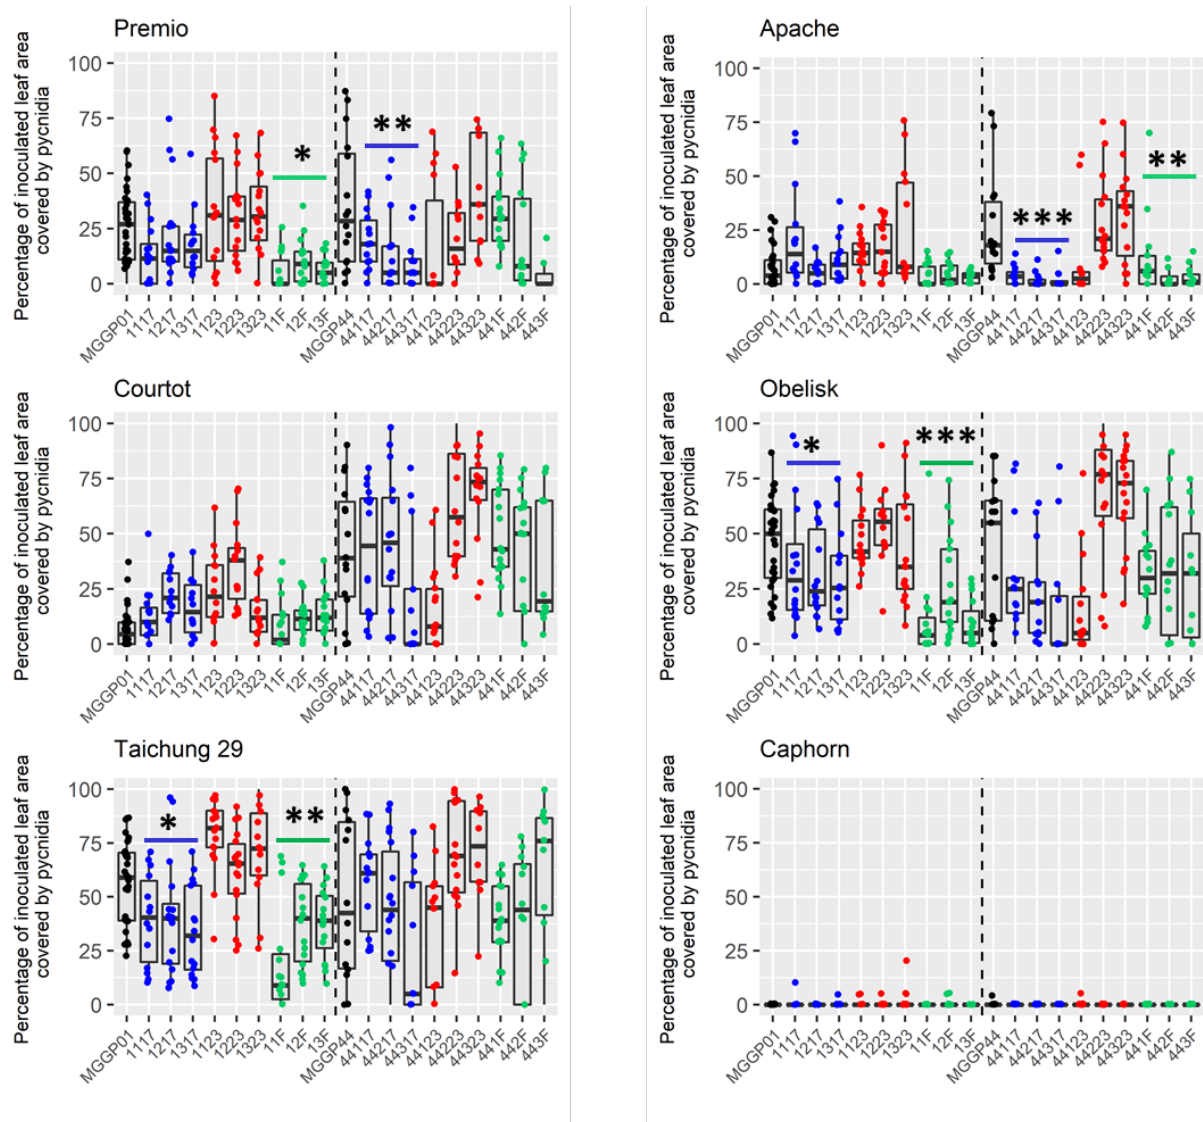 Premio
Percentage of inoculated leaf area
covered by pycnidia
100
75
50
25
0
*
**
MGGP01 1117 1217 1317 1123 1223 1323 11F 12F 13F MGGP44 44117 44217 44317 44123 44223 44323 441F 442F 443F
Apache
Percentage of inoculated leaf area
covered by pycnidia
100
75
50
25
0
***
**
MGGP01 1117 1217 1317 1123 1223 1323 11F 12F 13F MGGP44 44117 44217 44317 44123 44223 44323 441F 442F 443F
Courtot
Percentage of inoculated leaf area
covered by pycnidia
100
75
50
25
0
MGGP01 1117 1217 1317 1123 1223 1323 11F 12F 13F MGGP44 44117 44217 44317 44123 44223 44323 441F 442F 443F
Obelisk
Percentage of inoculated leaf area
covered by pycnidia
100
75
50
25
0
*
***
MGGP01 1117 1217 1317 1123 1223 1323 11F 12F 13F MGGP44 44117 44217 44317 44123 44223 44323 441F 442F 443F
Taichung 29
Percentage of inoculated leaf area
covered by pycnidia
100
75
50
25
0
*
**
MGGP01 1117 1217 1317 1123 1223 1323 11F 12F 13F MGGP44 44117 44217 44317 44123 44223 44323 441F 442F 443F
Caphorn
Percentage of inoculated leaf area
covered by pycnidia
100
75
50
25
0
MGGP01 1117 1217 1317 1123 1223 1323 11F 12F 13F MGGP44 44117 44217 44317 44123 44223 44323 441F 442F 443F